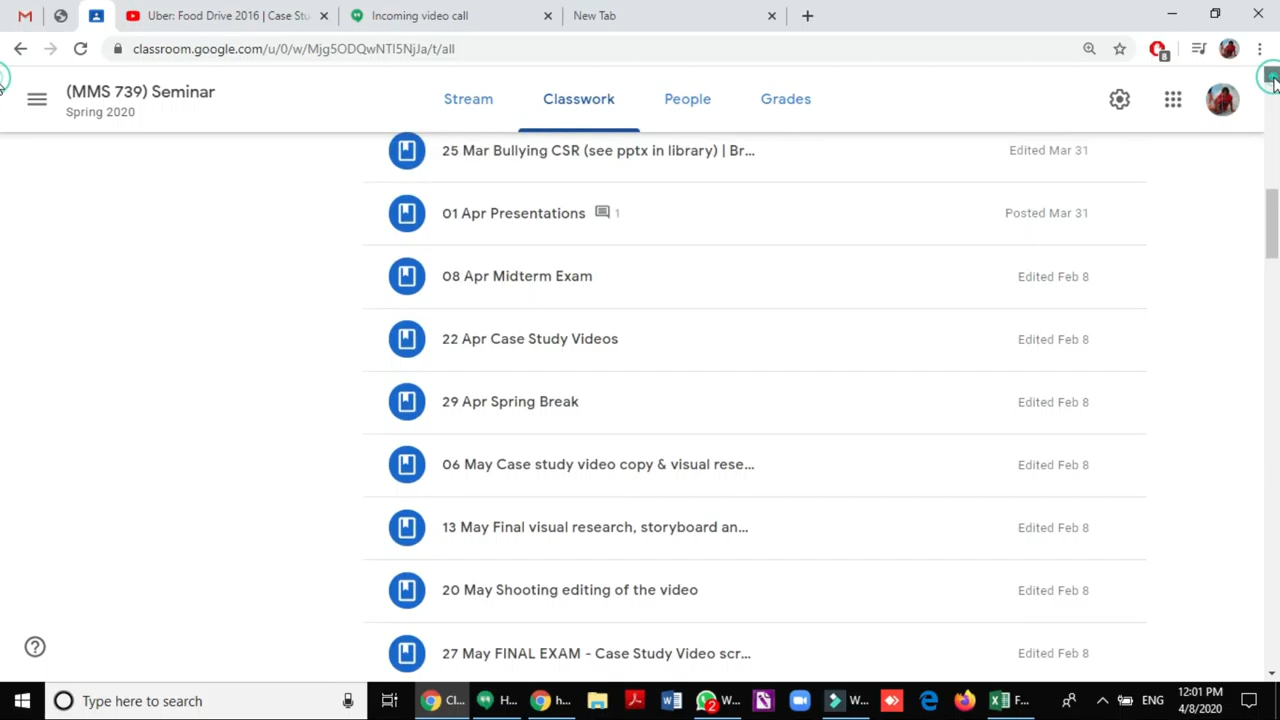 Uber: Food Drive 2016 | Case Stu
Incoming video call
New Tab
classroom.google.com/u/0/w/Mjg5ODQwNTI5NjJa/t/all
8
(MMS 739) Seminar
Spring 2020
Stream
Classwork
People
Grades
25 Mar Bullying CSR (see pptx in library) | Br...
Edited Mar 31
01 Apr Presentations
1
Posted Mar 31
08 Apr Midterm Exam
Edited Feb 8
22 Apr Case Study Videos
Edited Feb 8
29 Apr Spring Break
Edited Feb 8
06 May Case study video copy & visual rese...
Edited Feb 8
13 May Final visual research, storyboard an...
Edited Feb 8
20 May Shooting editing of the video
Edited Feb 8
27 May FINAL EXAM - Case Study Video scr...
Edited Feb 8
Type here to search
Cl...
H...
h...
2
W...
W...
F...
ENG
12:01 PM
4/8/2020